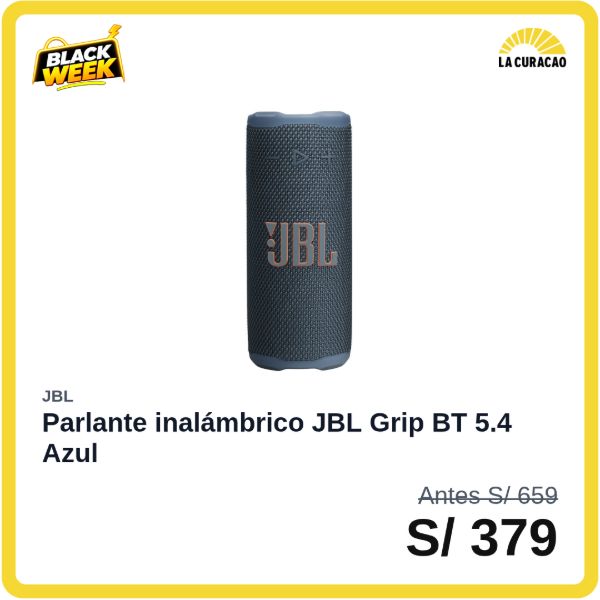 BLACK
WEEK
LA CURACAO
JBL
JBL
Parlante inalámbrico JBL Grip BT 5.4
Azul
Antes S/ 659
S/ 379